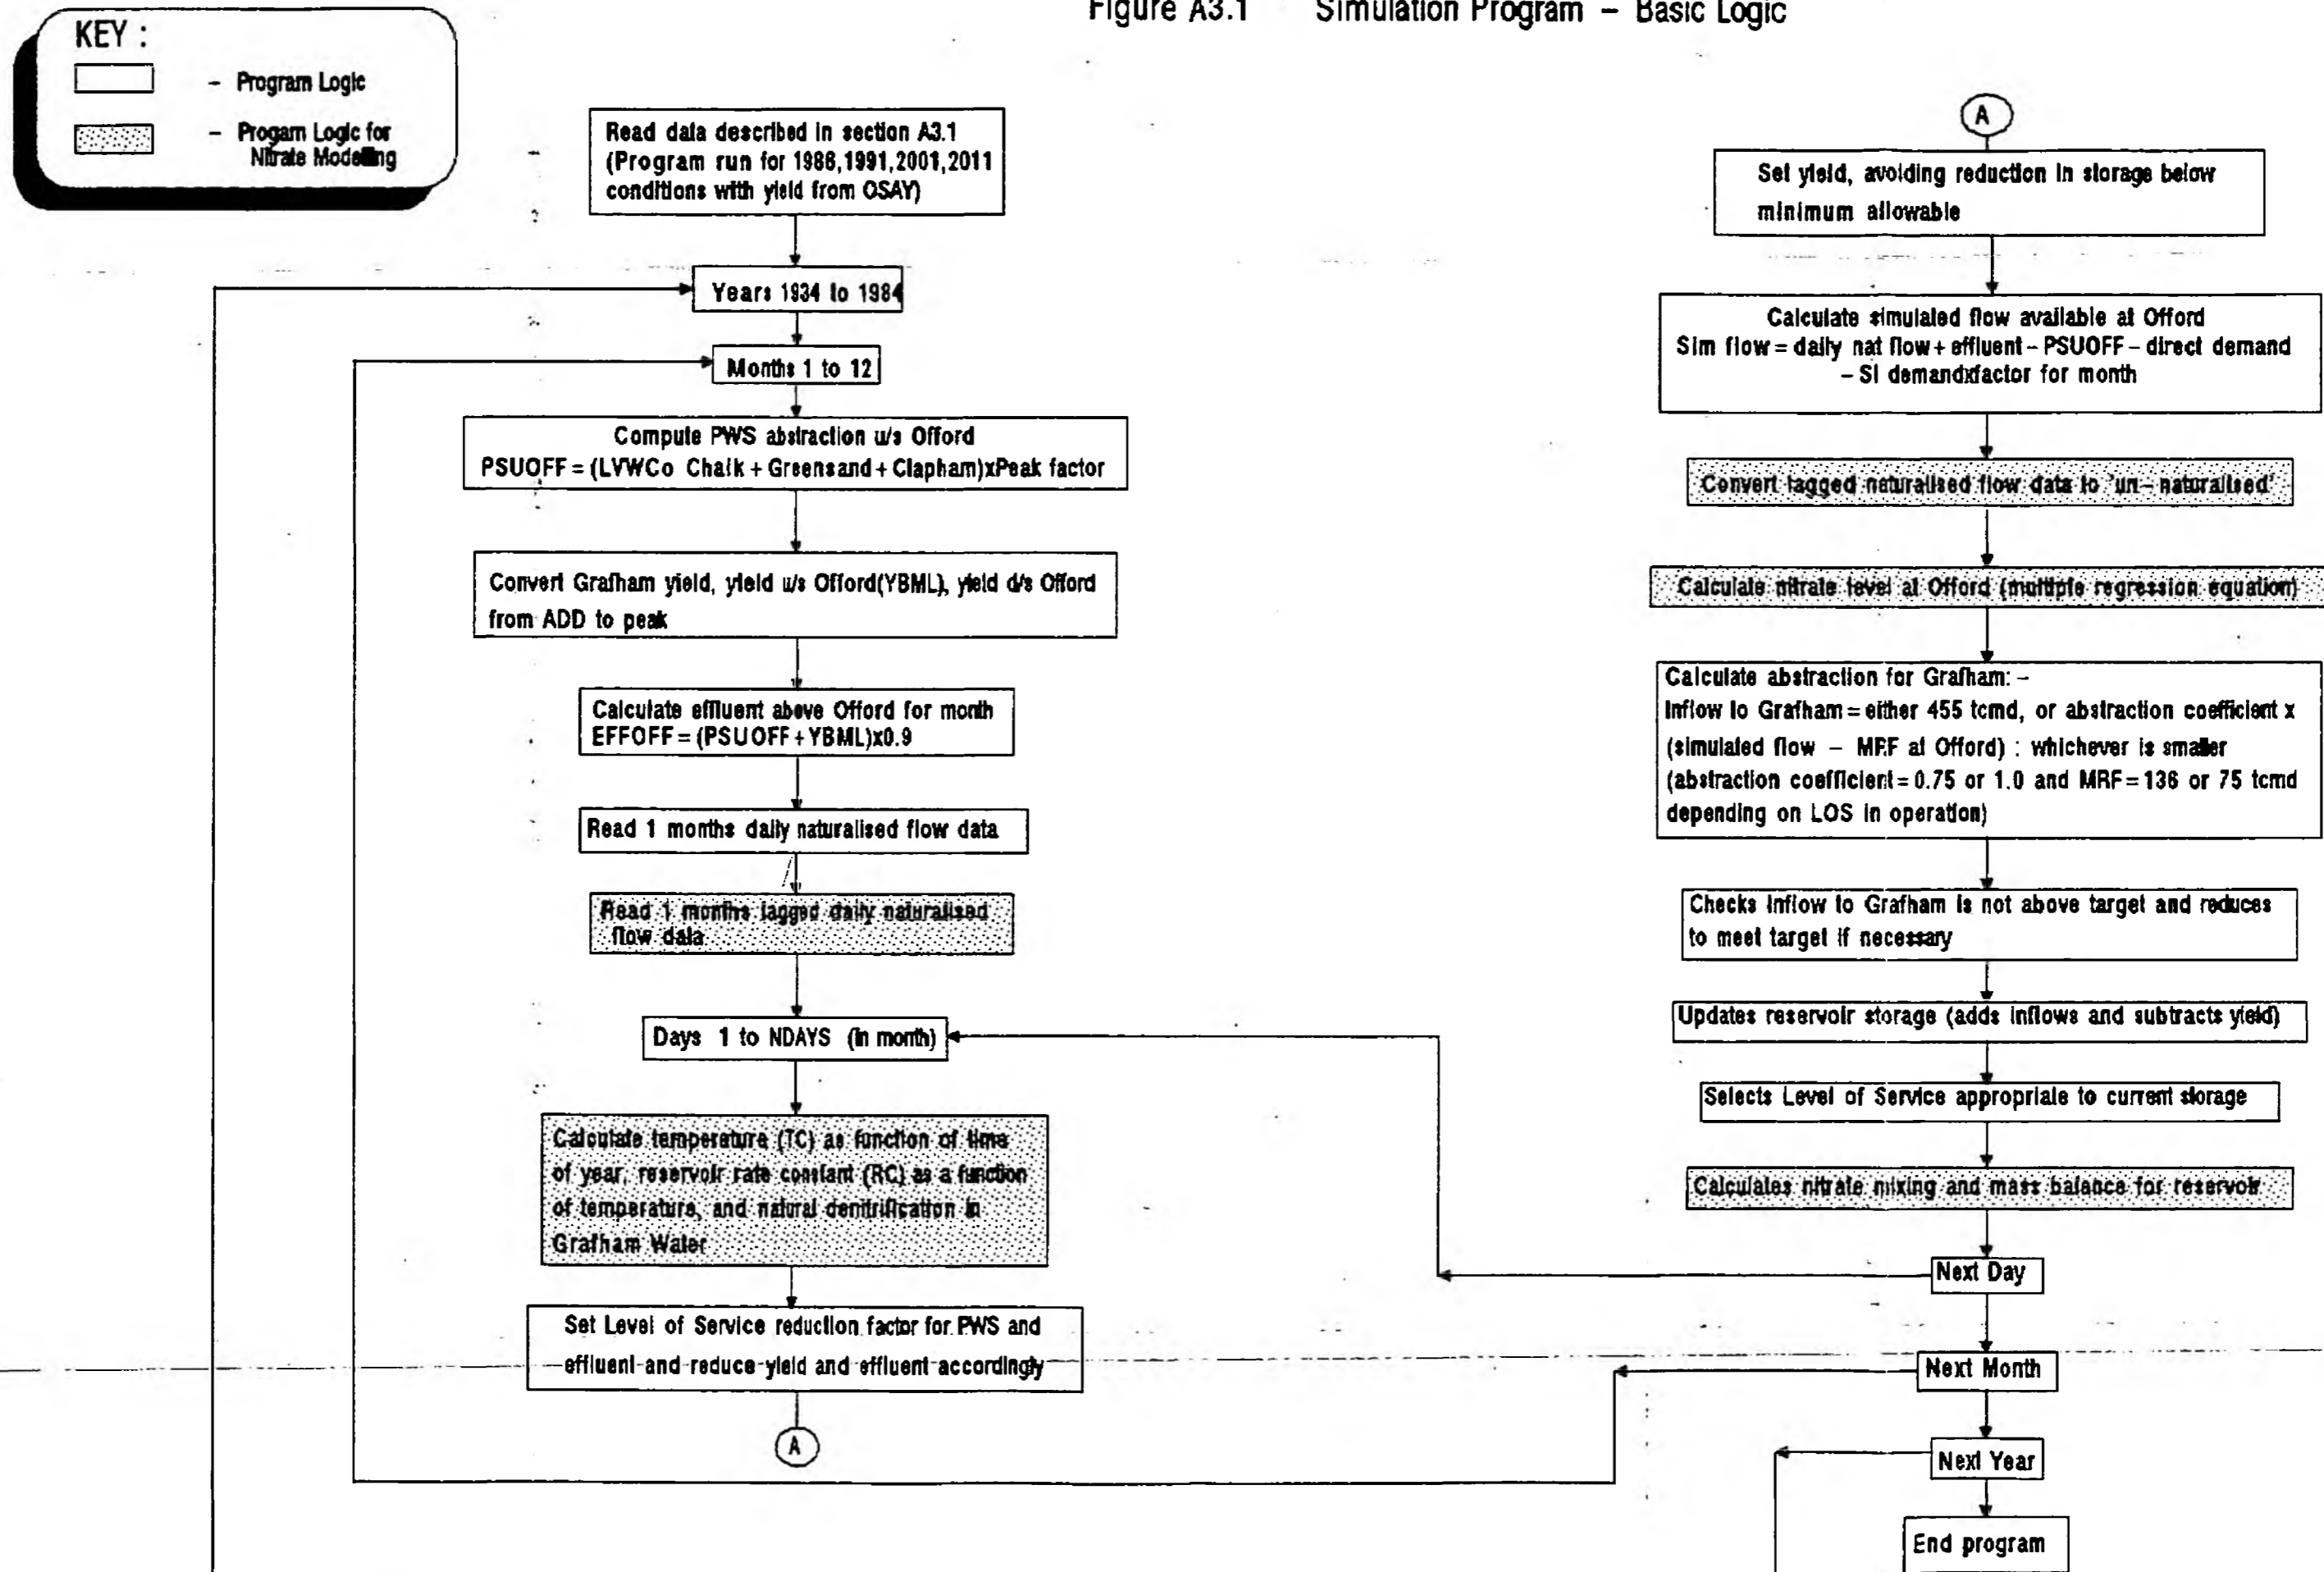 Figure A3.1 Simulation Program – Basic Logic
KEY :
– Program Logic
– Progam Logic for
Nitrate Modelling
Read data described in section A3.1
(Program run for 1986,1991,2001,2011
conditions with yield from OSAY)
Years 1934 to 1984
Months 1 to 12
Compute PWS abstraction u/s Offord
PSUOFF = (LVWCo Chalk + Greensand + Clapham)xPeak factor
Convert Grafham yield, yield u/s Offord(YBML), yield d/s Offord
from ADD to peak
Calculate effluent above Offord for month
EFFOFF = (PSUOFF + YBML)x0.9
Read 1 months daily naturalised flow data
Read 1 months lagged daily naturalised
flow data
Days 1 to NDAYS (in month)
Calculate temperature (TC) as function of time
of year, reservoir rate constant (RC) as a function
of temperature, and natural denitrification in
Grafham Water
Set Level of Service reduction factor for PWS and
effluent and reduce yield and effluent accordingly
A
A
Set yield, avoiding reduction in storage below
minimum allowable
Calculate simulated flow available at Offord
Sim flow = daily nat flow + effluent – PSUOFF – direct demand
– SI demandxfactor for month
Convert lagged naturalised flow data to 'un – naturalised'
Calculate nitrate level at Offord (multiple regression equation)
Calculate abstraction for Grafham: –
Inflow to Grafham = either 455 tcmd, or abstraction coefficient x
(simulated flow – MRF at Offord) : whichever is smaller
(abstraction coefficient = 0.75 or 1.0 and MRF = 136 or 75 tcmd
depending on LOS in operation)
Checks inflow to Grafham is not above target and reduces
to meet target if necessary
Updates reservoir storage (adds inflows and subtracts yield)
Selects Level of Service appropriate to current storage
Calculates nitrate mixing and mass balance for reservoir
Next Day
Next Month
Next Year
End program